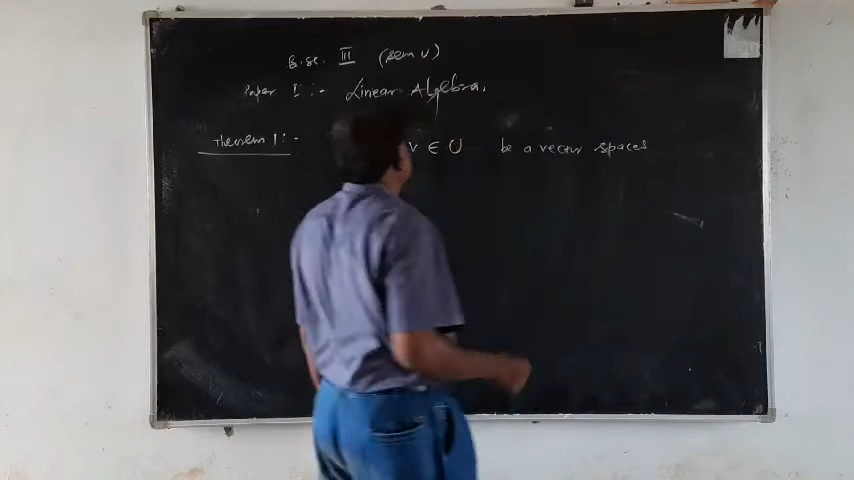 B.Sc. III (Sem V)
Paper I :- Linear Algebra.
Theorem 1 :- v ∈ U be a vector spaces